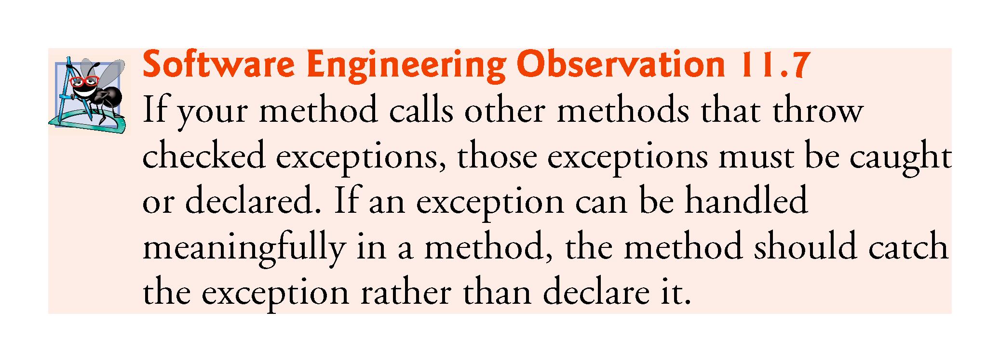 Software Engineering Observation 11.7
If your method calls other methods that throw
checked exceptions, those exceptions must be caught
or declared. If an exception can be handled
meaningfully in a method, the method should catch
the exception rather than declare it.